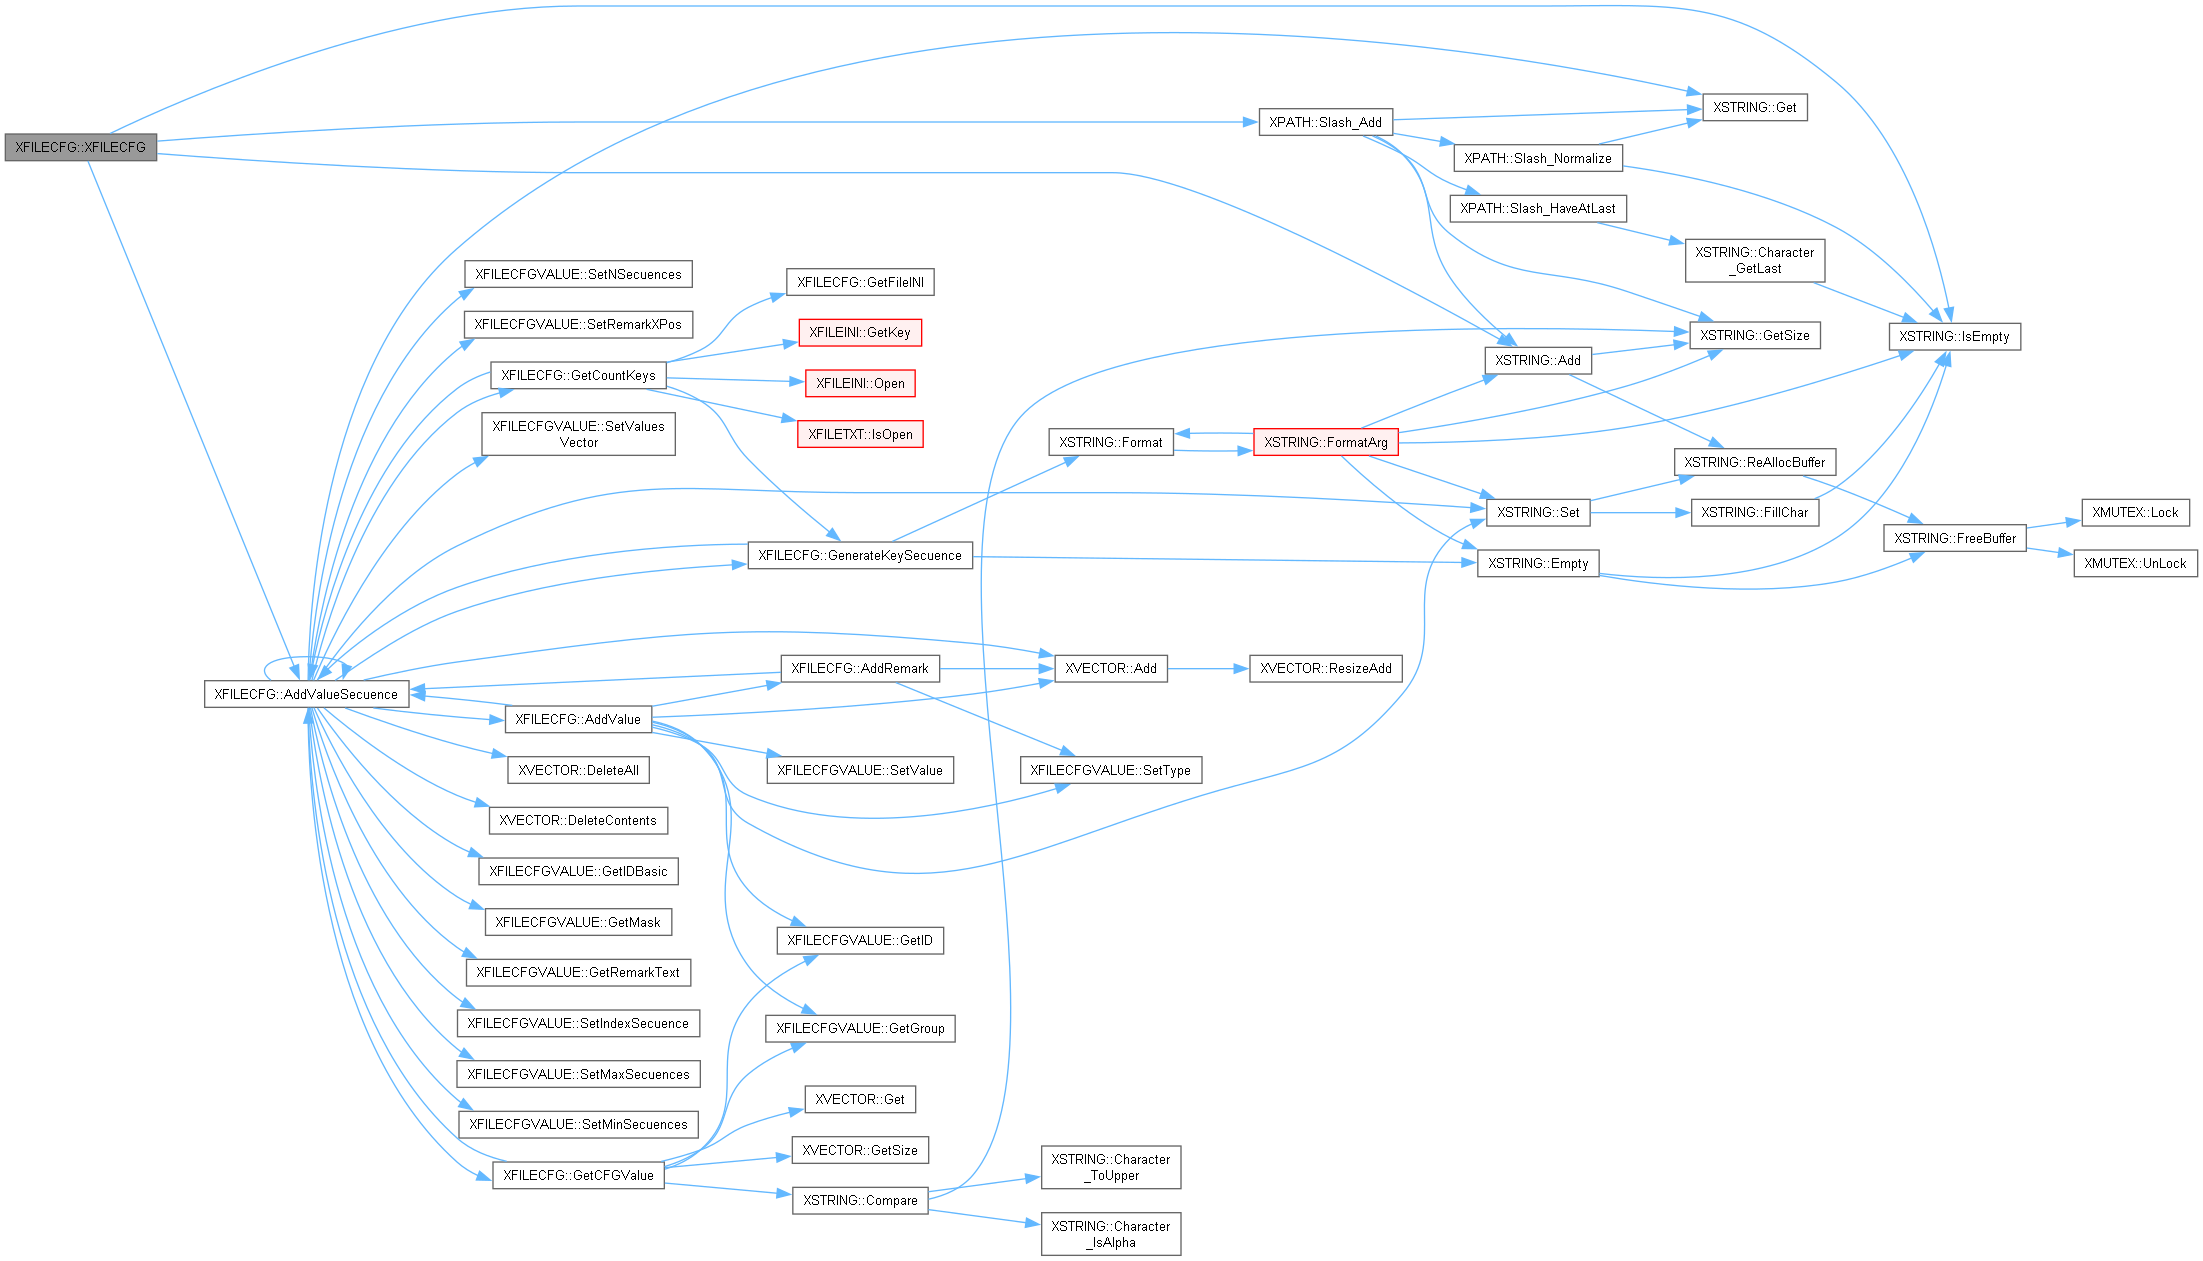 XFILECFG::XFILECFG
XSTRING::Get
XPATH::Slash_Add
XPATH::Slash_Normalize
XPATH::Slash_HaveAtLast
XSTRING::Character
_GetLast
XFILECFGVALUE::SetNSecuences
XFILECFG::GetFileINI
XFILECFGVALUE::SetRemarkXPos
XFILEINI::GetKey
XSTRING::GetSize
XSTRING::IsEmpty
XFILECFG::GetCountKeys
XFILEINI::Open
XSTRING::Add
XFILECFGVALUE::SetValues
Vector
XFILETXT::IsOpen
XSTRING::Format
XSTRING::FormatArg
XSTRING::ReAllocBuffer
XSTRING::Set
XSTRING::FillChar
XMUTEX::Lock
XSTRING::FreeBuffer
XFILECFG::GenerateKeySecuence
XSTRING::Empty
XMUTEX::UnLock
XFILECFG::AddValueSecuence
XFILECFG::AddRemark
XVECTOR::Add
XVECTOR::ResizeAdd
XFILECFG::AddValue
XVECTOR::DeleteAll
XFILECFGVALUE::SetValue
XFILECFGVALUE::SetType
XVECTOR::DeleteContents
XFILECFGVALUE::GetIDBasic
XFILECFGVALUE::GetMask
XFILECFGVALUE::GetID
XFILECFGVALUE::GetRemarkText
XFILECFGVALUE::SetIndexSecuence
XFILECFGVALUE::GetGroup
XFILECFGVALUE::SetMaxSecuences
XVECTOR::Get
XFILECFGVALUE::SetMinSecuences
XVECTOR::GetSize
XFILECFG::GetCFGValue
XSTRING::Character
_ToUpper
XSTRING::Compare
XSTRING::Character
_IsAlpha